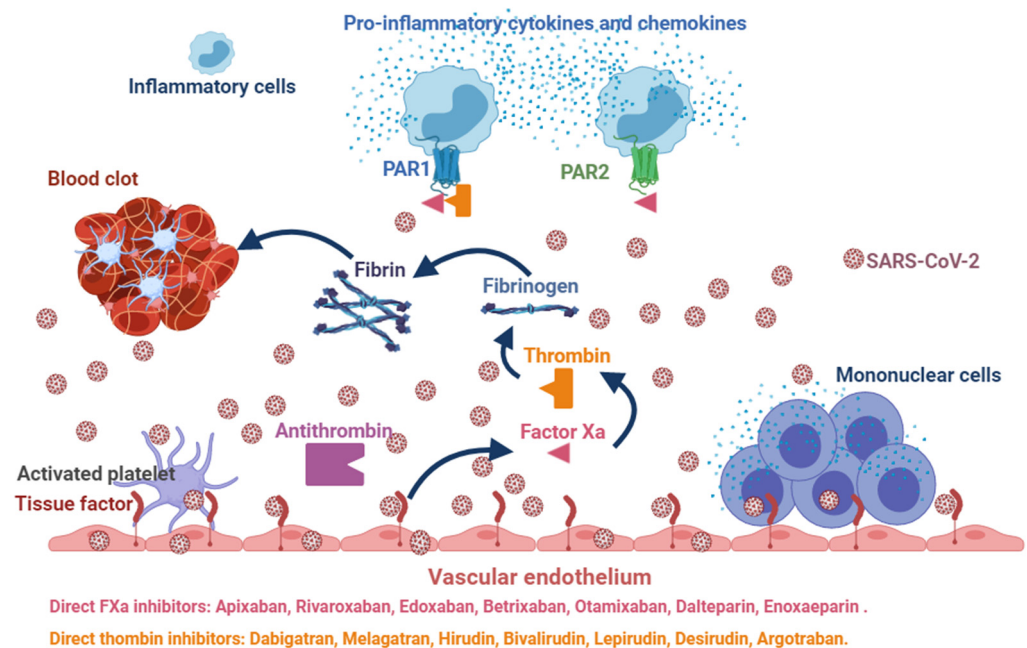 Pro-inflammatory cytokines and chemokines
Inflammatory cells
PAR1
PAR2
Blood clot
SARS-CoV-2
Fibrin
Fibrinogen
Thrombin
Mononuclear cells
Antithrombin
Factor Xa
Activated platelet
Tissue factor
Vascular endothelium
Direct FXa inhibitors: Apixaban, Rivaroxaban, Edoxaban, Betrixaban, Otamixaban, Dalteparin, Enoxaeparin .
Direct thombin inhibitors: Dabigatran, Melagatran, Hirudin, Bivalirudin, Lepirudin, Desirudin, Argotraban.